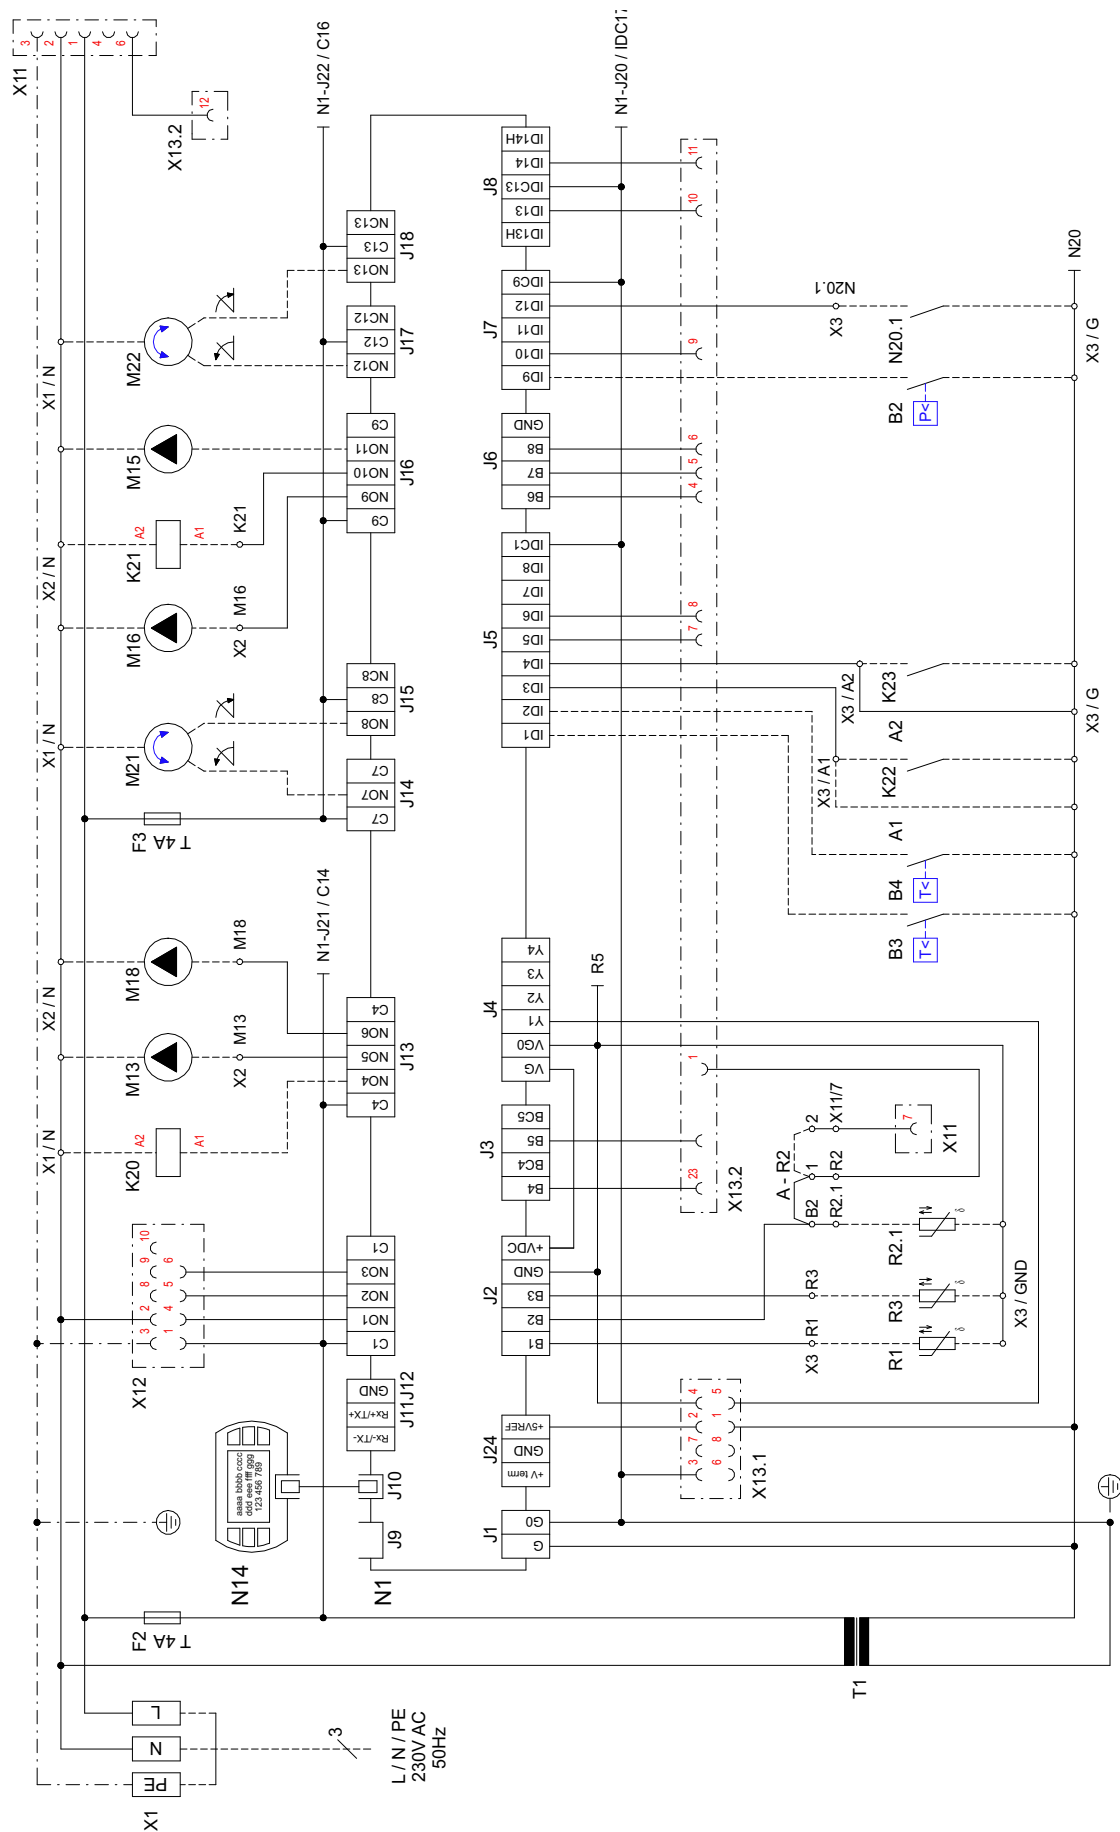 X1
PE
N
L
L / N / PE
230V AC
50Hz
3
F2
T 4A
N14
aaaa bbbb cccc
ddd eee fff ggg
123 456 789
X12
3 2 8 9 10
1 4 5 6
X1 / N
K20
A2
A1
M13
X2
M13
X2 / N
M18
M18
N1-J21 / C14
F3
T 4A
X1 / N
M21
M16
X2
M16
X2 / N
K21
A2
A1
K21
M15
X1 / N
M22
N1-J22 / C16
X13.2
12
X11
3 2 1 4 6
N1
J9
J10
J11
J12
J13
J14
J15
J16
J17
J18
Rx-/TX-
Rx+/TX+
GND
C1
NO1
NO2
NO3
C1
C4
NO4
NO5
NO6
C4
C7
NO7
C7
NO8
C8
NC8
C9
NO9
NO10
NO11
C9
NO12
C12
NC12
NO13
C13
NC13
J1
J24
J2
J3
J4
J5
J6
J7
J8
G
G0
+V term
GND
+5VREF
B1
B2
B3
GND
+VDC
B4
BC4
B5
BC5
VG
VG0
Y1
Y2
Y3
Y4
ID1
ID2
ID3
ID4
ID5
ID6
ID7
ID8
IDC1
B6
B7
B8
GND
ID9
ID10
ID11
ID12
IDC9
ID13H
ID13
IDC13
ID14
ID14H
R5
N1-J20 / IDC17
3 7 2 4
6 8 1 5
X13.1
23
1
7
8
4
5
6
9
10
11
X13.2
A - R2
B2
1
2
X3
R1
R3
R2.1
R2
X11/7
7
X11
R1
R3
R2.1
δ
δ
δ
X3 / GND
T1
B3
T<
B4
T<
A1
X3 / A1
K22
A2
X3 / A2
K23
X3 / G
B2
P<
X3
N20.1
N20.1
X3 / G
N20